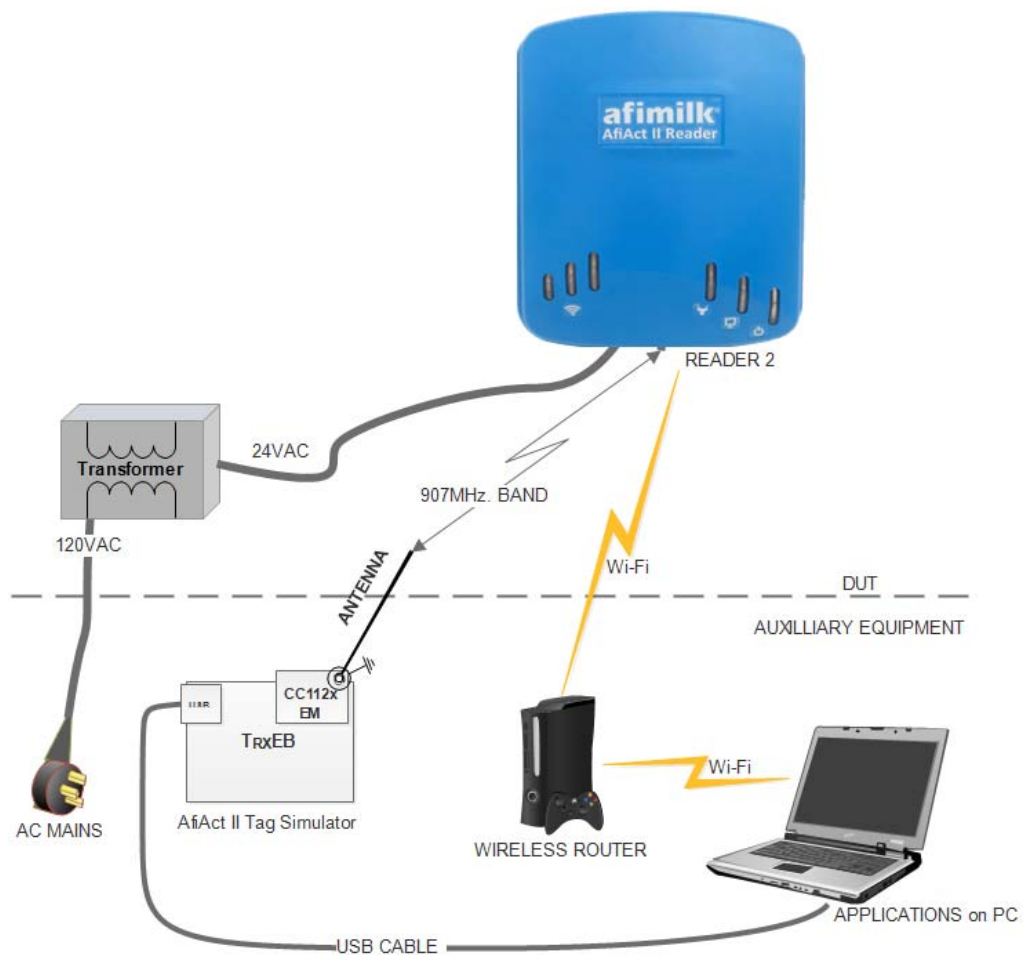 afimilk
AfiAct II Reader
READER 2
24VAC
Transformer
907MHz. BAND
120VAC
Wi-Fi
ANTENNA
DUT
AUXILLIARY EQUIPMENT
CC112x
EM
TRXEB
Wi-Fi
AfiAct II Tag Simulator
AC MAINS
WIRELESS ROUTER
APPLICATIONS on PC
USB CABLE